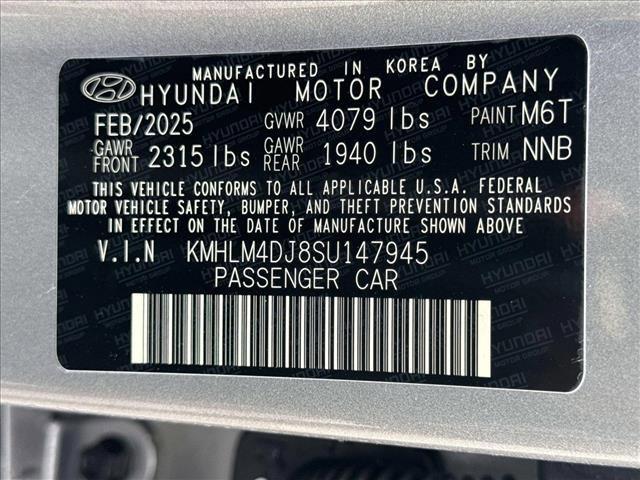 MANUFACTURED IN KOREA BY
HYUNDAI MOTOR COMPANY
FEB/2025 GVWR 4079 lbs PAINT M6T
GAWR FRONT 2315 lbs GAWR REAR 1940 lbs TRIM NNB
THIS VEHICLE CONFORMS TO ALL APPLICABLE U.S.A. FEDERAL
MOTOR VEHICLE SAFETY, BUMPER, AND THEFT PREVENTION STANDARDS
IN EFFECT ON THE DATE OF MANUFACTURE SHOWN ABOVE
V.I.N KMHLM4DJ8SU147945
PASSENGER CAR